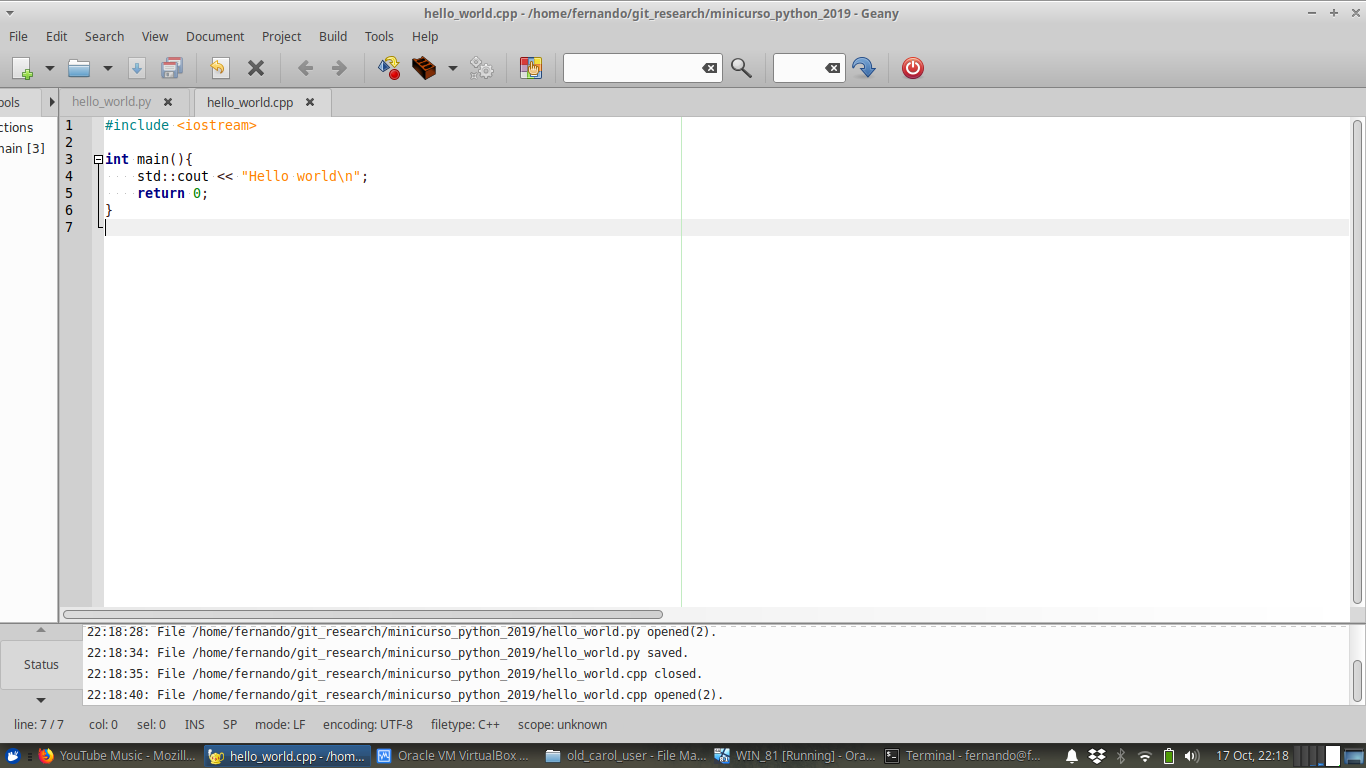 hello_world.cpp - /home/fernando/git_research/minicurso_python_2019 - Geany
File Edit Search View Document Project Build Tools Help
ools hello_world.py hello_world.cpp
ctions
nain [3]
1 #include <iostream>
2
3 int main(){
4 std::cout << "Hello world\n";
5 return 0;
6 }
7
22:18:28: File /home/fernando/git_research/minicurso_python_2019/hello_world.py opened(2).
22:18:34: File /home/fernando/git_research/minicurso_python_2019/hello_world.py saved.
Status
22:18:35: File /home/fernando/git_research/minicurso_python_2019/hello_world.cpp closed.
22:18:40: File /home/fernando/git_research/minicurso_python_2019/hello_world.cpp opened(2).
line: 7 / 7 col: 0 sel: 0 INS SP mode: LF encoding: UTF-8 filetype: C++ scope: unknown
YouTube Music - Mozill... hello_world.cpp - /hom... Oracle VM VirtualBox ... old_carol_user - File Ma... WIN_81 [Running] - Ora... Terminal - fernando@f... 17 Oct, 22:18